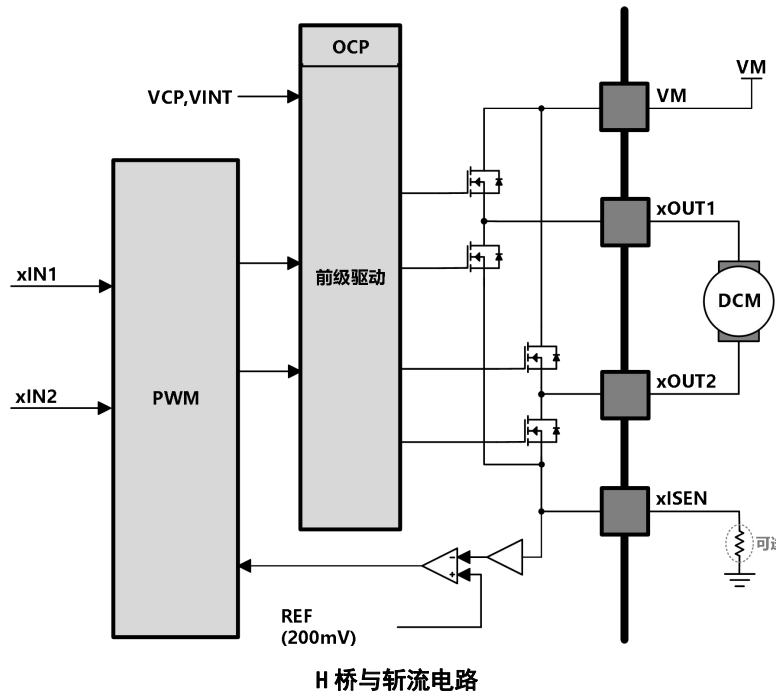 OCP
VM
VCP,VINT
VM
xOUT1
xIN1
前级驱动
DCM
xOUT2
xIN2
PWM
xISEN
-
+
REF
(200mV)
H 桥与斩流电路